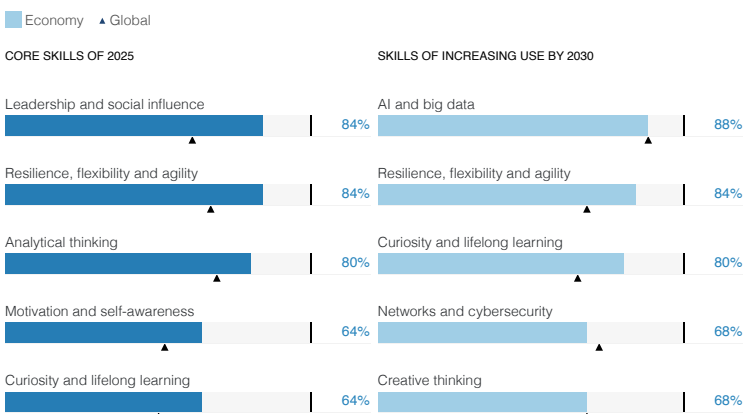 Economy Global
CORE SKILLS OF 2025
Leadership and social influence
84%
Resilience, flexibility and agility
84%
Analytical thinking
80%
Motivation and self-awareness
64%
Curiosity and lifelong learning
64%
SKILLS OF INCREASING USE BY 2030
AI and big data
88%
Resilience, flexibility and agility
84%
Curiosity and lifelong learning
80%
Networks and cybersecurity
68%
Creative thinking
68%